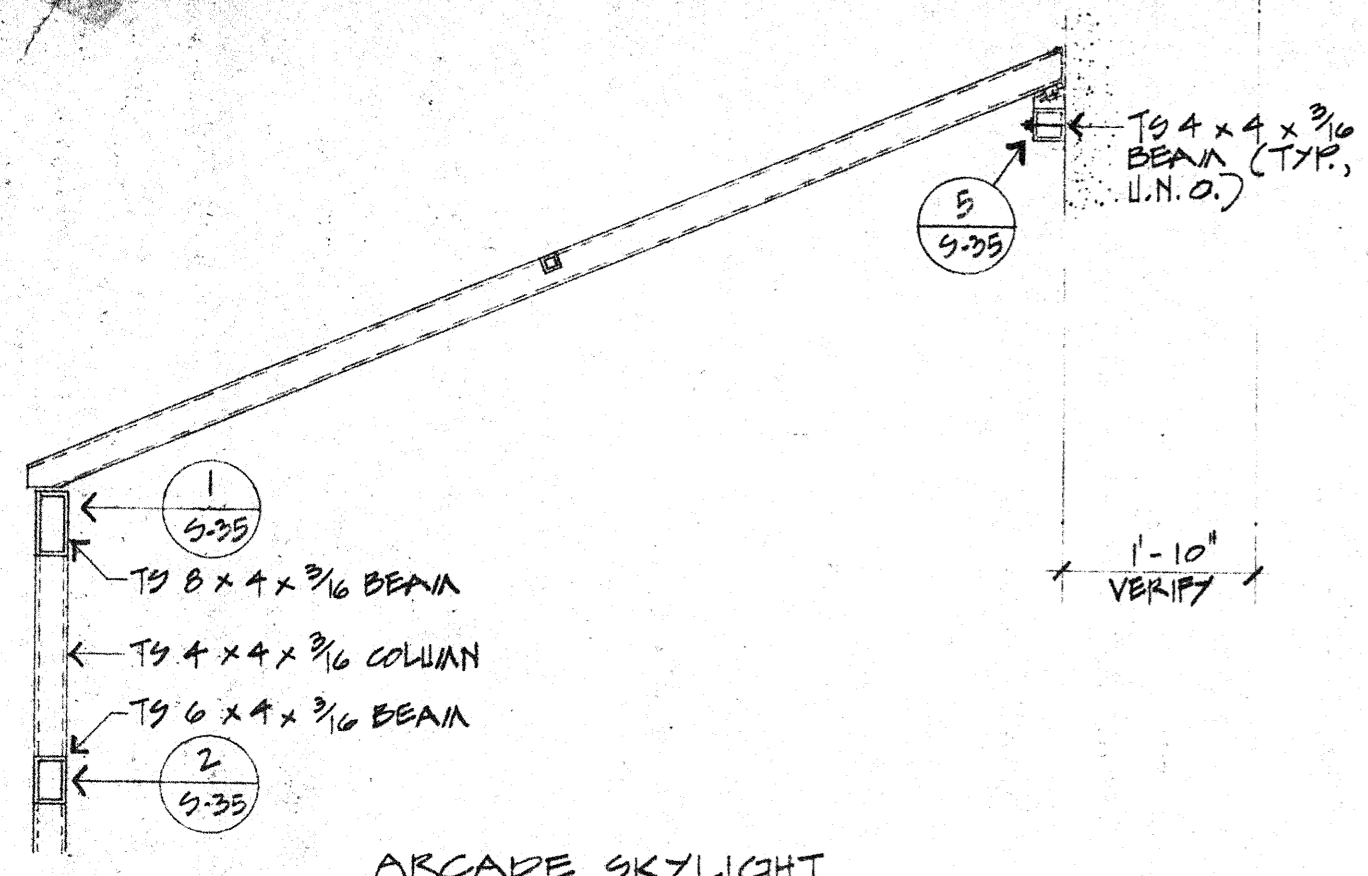 TS 4 x 4 x 3/16
BEAM (TYP.,
U.N.O.)
5
S-35
1
S-35
TS 8 x 4 x 3/16 BEAM
TS 4 x 4 x 3/16 COLUMN
TS 6 x 4 x 3/16 BEAM
2
S-35
1'-10"
VERIFY
ARCADE SKYLIGHT